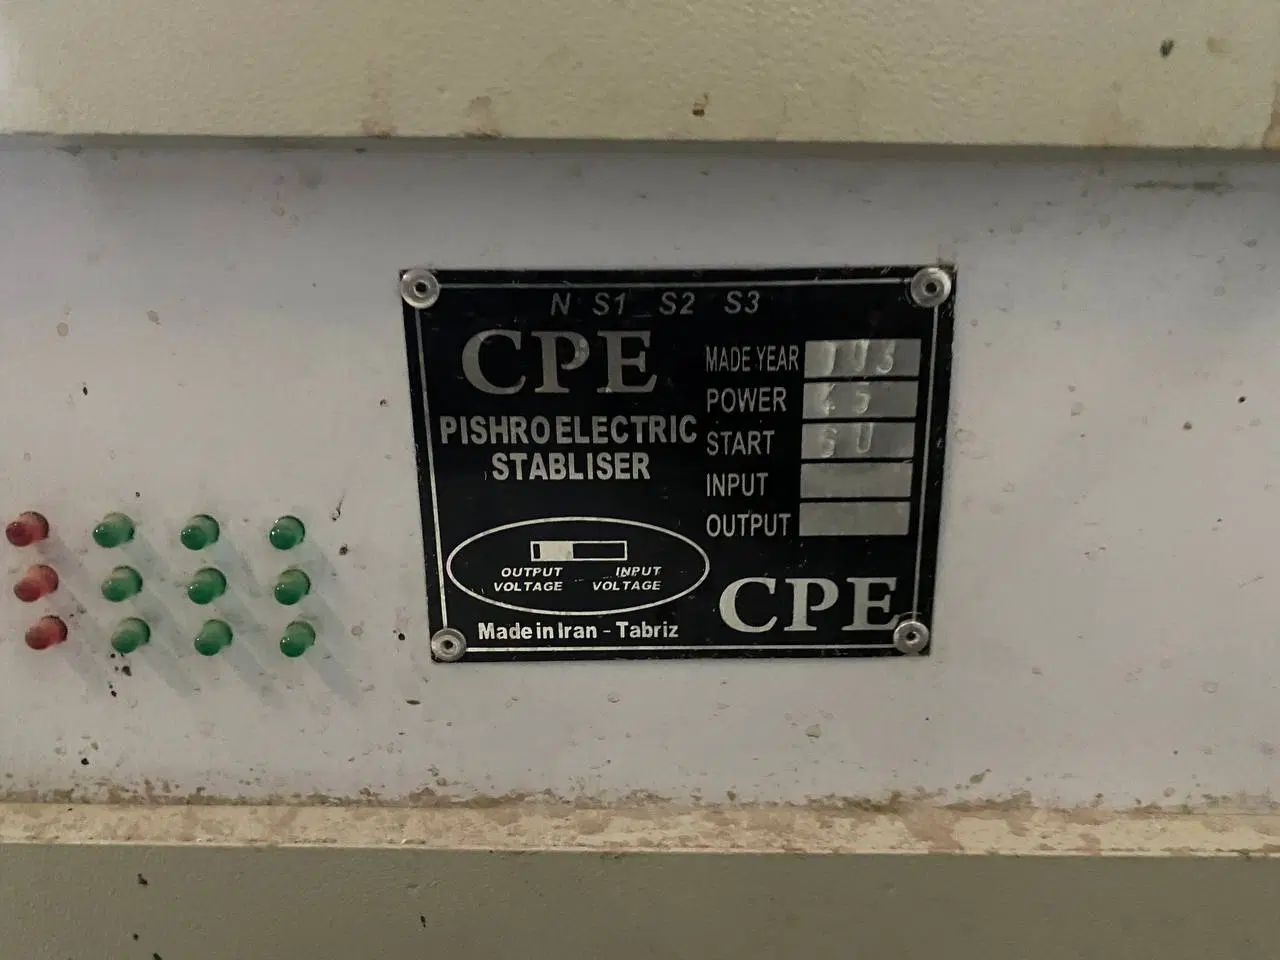 N S1 S2 S3
CPE
PISHRO ELECTRIC
STABLISER
MADE YEAR
POWER 45
START
INPUT
OUTPUT
OUTPUT VOLTAGE
INPUT VOLTAGE
Made in Iran - Tabriz
CPE